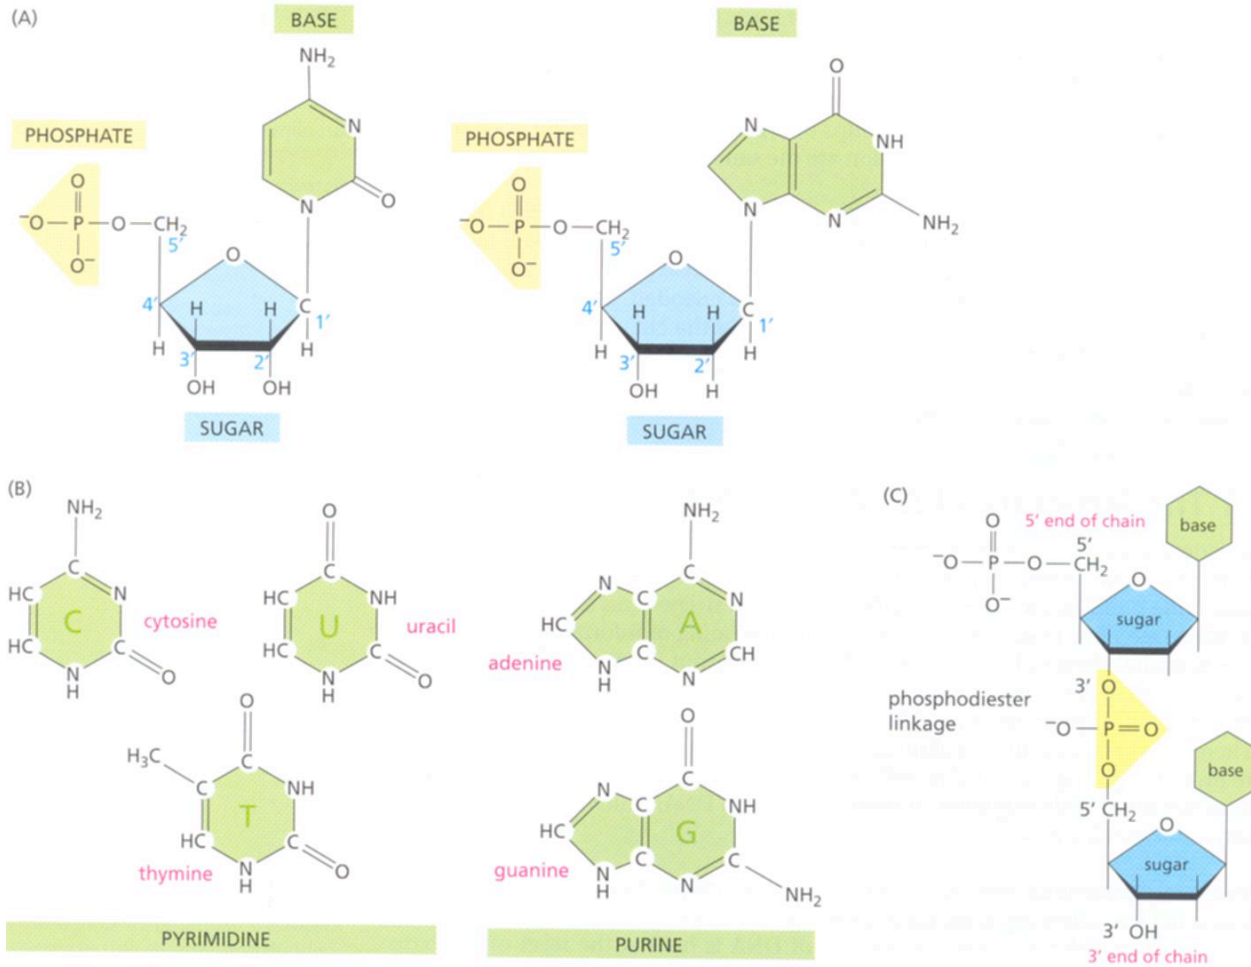 (A)
BASE
NH2
PHOSPHATE
O
N
−O–P–O–CH2
O
O−
5′
N
O
4′
H
H
C
1′
H
3′
2′
H
OH
OH
SUGAR
BASE
O
PHOSPHATE
N
NH
O
N
N
NH2
−O–P–O–CH2
O−
5′
O
4′
H
H
C
1′
H
3′
2′
H
OH
H
SUGAR
(B)
NH2
C
HC
N
C
cytosine
HC
C
N
H
O
O
C
HC
NH
U
uracil
HC
C
N
H
O
O
H3C
C
C
NH
T
HC
C
thymine
N
H
O
PYRIMIDINE
NH2
N
C
C
N
HC
A
adenine
C
CH
N
H
N
O
N
C
C
NH
HC
G
guanine
C
C
N
H
N
NH2
PURINE
(C)
O
5′ end of chain
base
5′
−O–P–O–CH2
O
O−
sugar
3′
O
phosphodiester
linkage
−O–P=O
O
base
5′ CH2
O
sugar
3′ OH
3′ end of chain